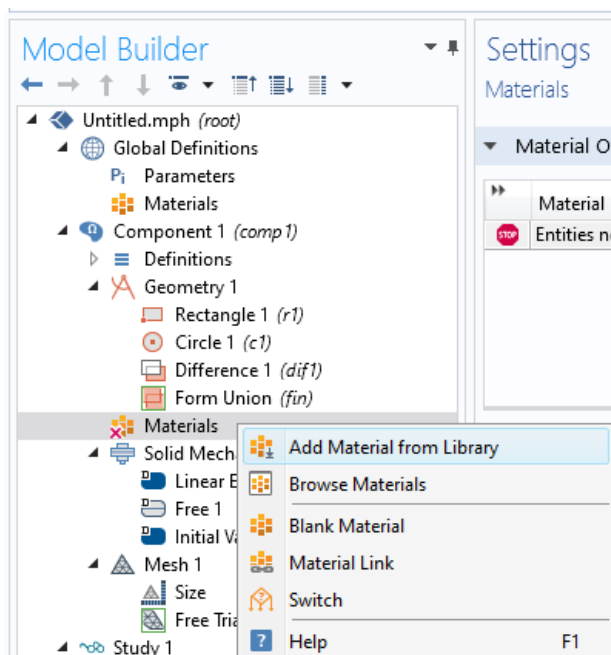 Model Builder
Untitled.mph (root)
Global Definitions
Pi Parameters
Materials
Component 1 (comp1)
Definitions
Geometry 1
Rectangle 1 (r1)
Circle 1 (c1)
Difference 1 (dif1)
Form Union (fin)
Materials
Solid Mech
Linear E
Free 1
Initial Va
Mesh 1
Size
Free Tria
Study 1
Add Material from Library
Browse Materials
Blank Material
Material Link
Switch
? Help F1
Settings
Materials
Material O
Material
STOP Entities n